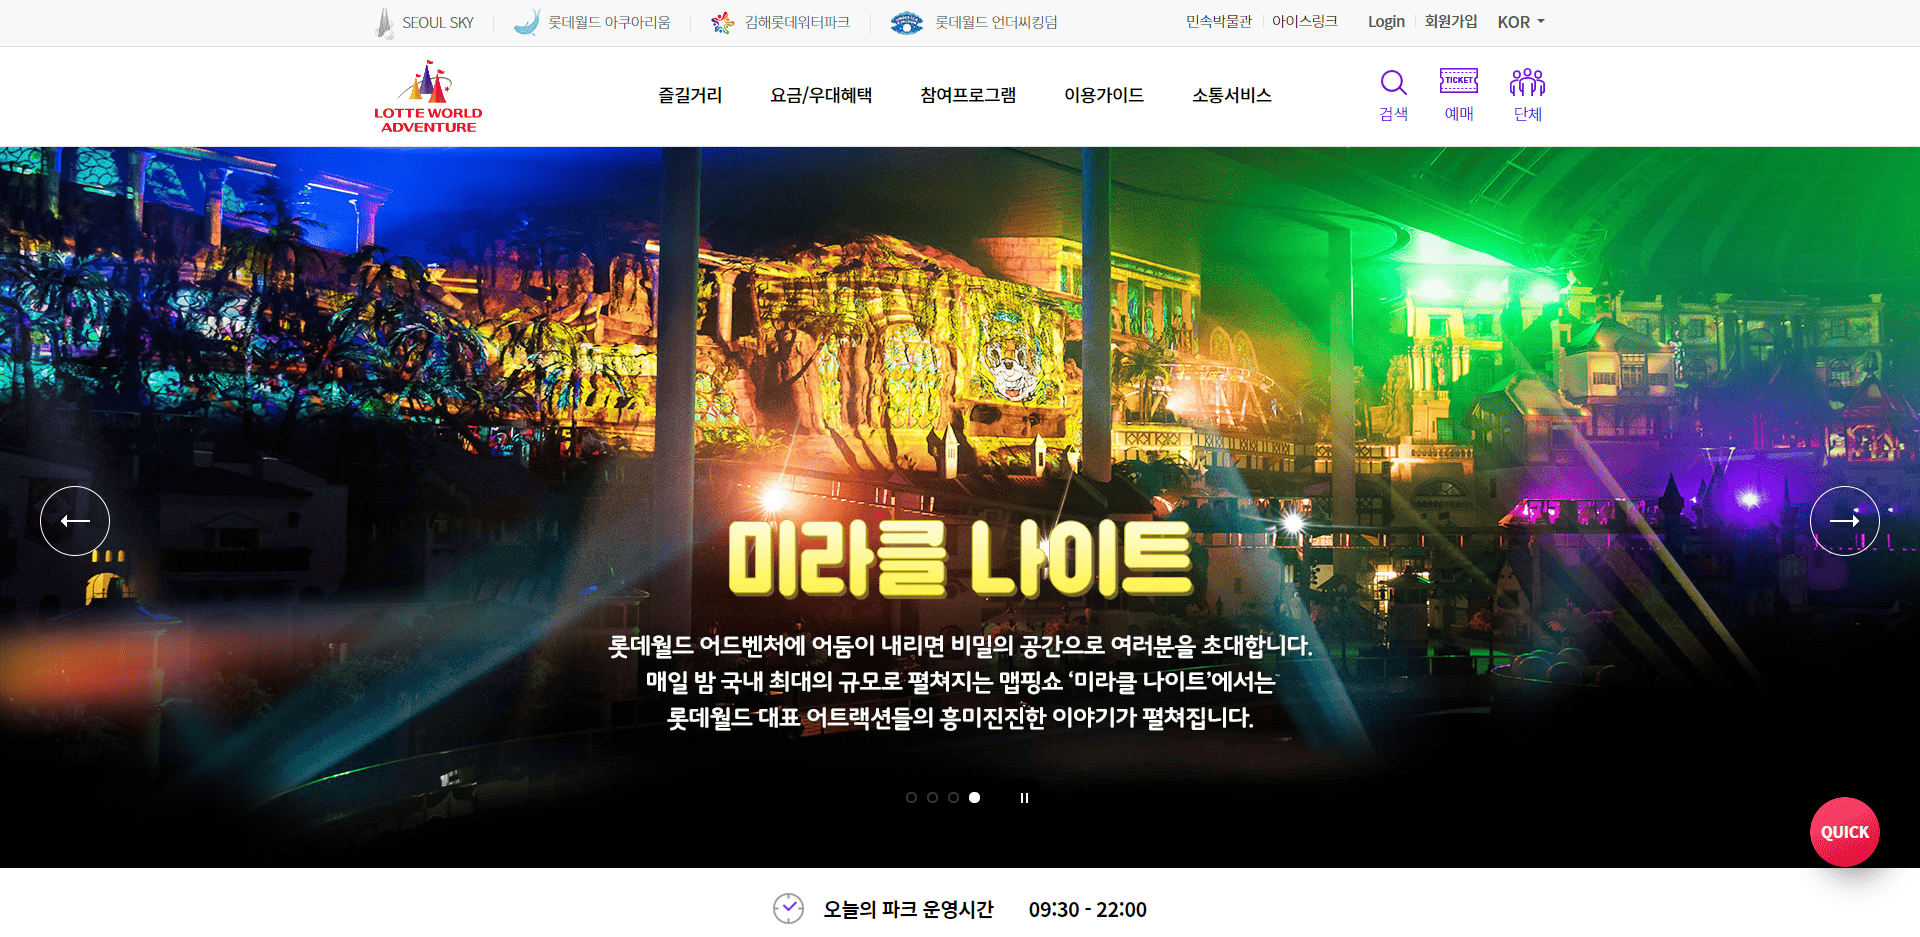 SEOUL SKY
롯데월드 아쿠아리움
김해롯데워터파크
롯데월드 언더씨킹덤
민속박물관
아이스링크
Login
회원가입
KOR
LOTTE WORLD
ADVENTURE
즐길거리
요금/우대혜택
참여프로그램
이용가이드
소통서비스
검색
TICKET
예매
단체
미라클 나이트
롯데월드 어드벤처에 어둠이 내리면 비밀의 공간으로 여러분을 초대합니다.
매일 밤 국내 최대의 규모로 펼쳐지는 맵핑쇼 ‘미라클 나이트’에서는
롯데월드 대표 어트랙션들의 흥미진진한 이야기가 펼쳐집니다.
QUICK
오늘의 파크 운영시간 09:30 - 22:00